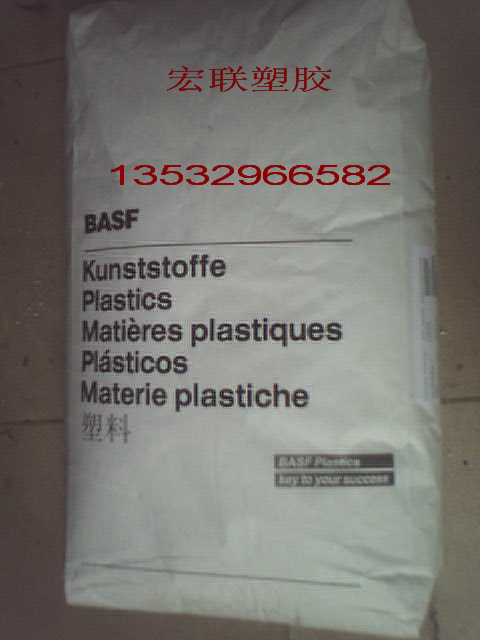 宏联塑胶
13532966582
BASF
Kunststoffe
Plastics
Matières plastiques
Plásticos
Materie plastiche
塑料
BASF Plastics
key to your success